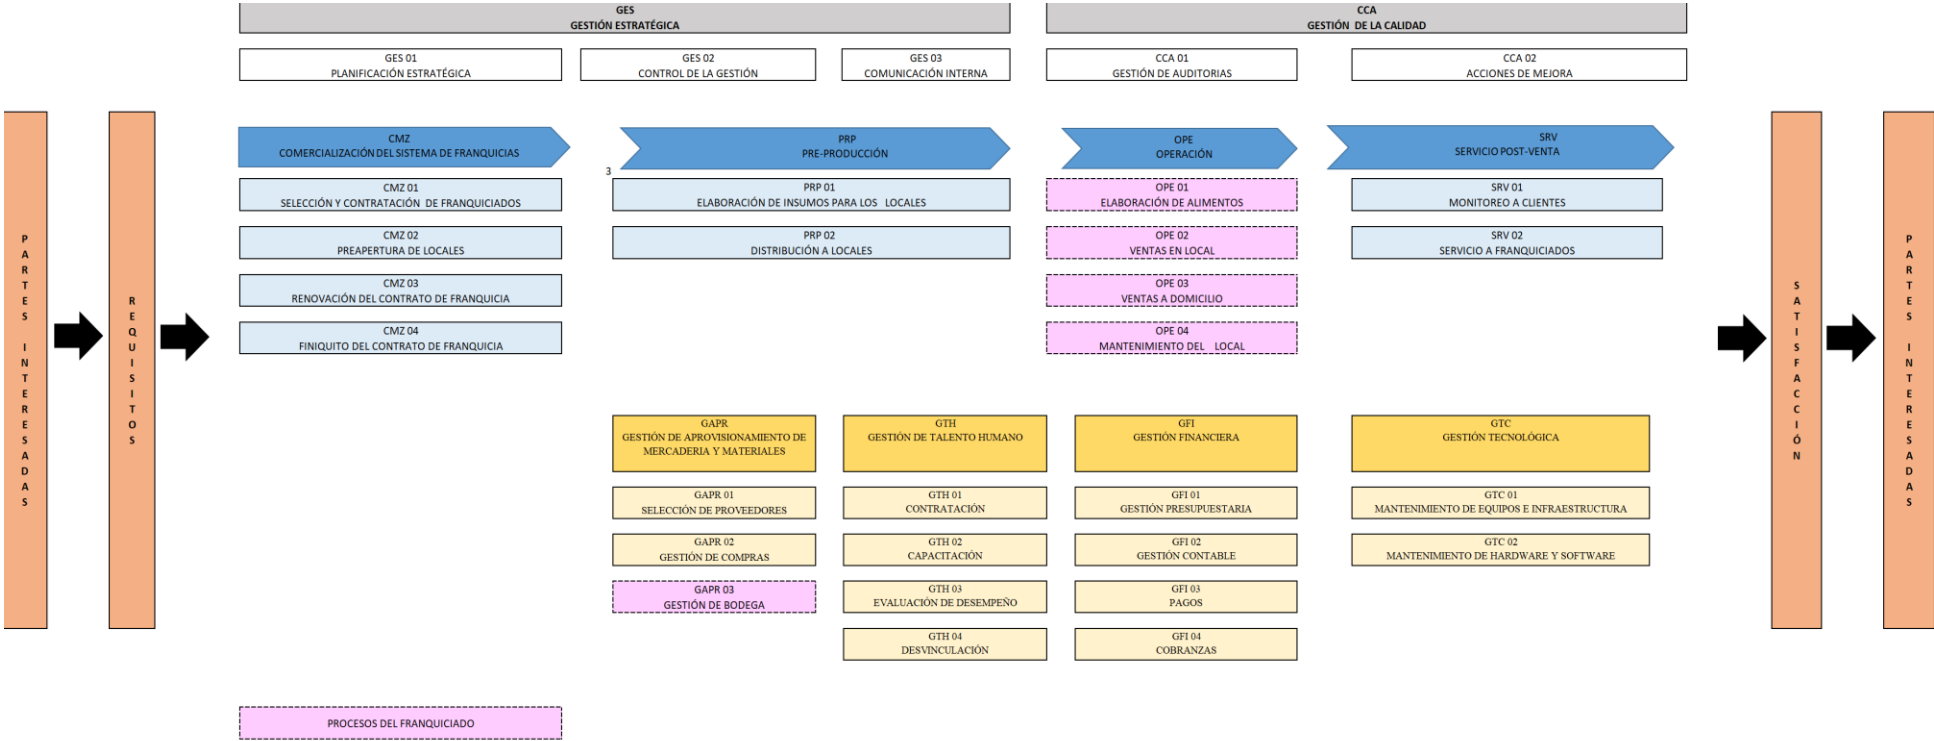 GES
GESTIÓN ESTRATÉGICA
CCA
GESTIÓN DE LA CALIDAD
GES 01
PLANIFICACIÓN ESTRATÉGICA
GES 02
CONTROL DE LA GESTIÓN
GES 03
COMUNICACIÓN INTERNA
CCA 01
GESTIÓN DE AUDITORIAS
CCA 02
ACCIONES DE MEJORA
PARTES INTERESADAS
REQUISITOS
CMZ
COMERCIALIZACIÓN DEL SISTEMA DE FRANQUICIAS
PRP
PRE-PRODUCCIÓN
OPE
OPERACIÓN
SRV
SERVICIO POST-VENTA
3
CMZ 01
SELECCIÓN Y CONTRATACIÓN DE FRANQUICIADOS
CMZ 02
PREAPERTURA DE LOCALES
CMZ 03
RENOVACIÓN DEL CONTRATO DE FRANQUICIA
CMZ 04
FINIQUITO DEL CONTRATO DE FRANQUICIA
PRP 01
ELABORACIÓN DE INSUMOS PARA LOS LOCALES
PRP 02
DISTRIBUCIÓN A LOCALES
OPE 01
ELABORACIÓN DE ALIMENTOS
OPE 02
VENTAS EN LOCAL
OPE 03
VENTAS A DOMICILIO
OPE 04
MANTENIMIENTO DEL LOCAL
SRV 01
MONITOREO A CLIENTES
SRV 02
SERVICIO A FRANQUICIADOS
GAPR
GESTIÓN DE APROVISIONAMIENTO DE
MERCADERIA Y MATERIALES
GAPR 01
SELECCIÓN DE PROVEEDORES
GAPR 02
GESTIÓN DE COMPRAS
GAPR 03
GESTIÓN DE BODEGA
GTH
GESTIÓN DE TALENTO HUMANO
GTH 01
CONTRATACIÓN
GTH 02
CAPACITACIÓN
GTH 03
EVALUACIÓN DE DESEMPEÑO
GTH 04
DESVINCULACIÓN
GFI
GESTIÓN FINANCIERA
GFI 01
GESTIÓN PRESUPUESTARIA
GFI 02
GESTIÓN CONTABLE
GFI 03
PAGOS
GFI 04
COBRANZAS
GTC
GESTIÓN TECNOLÓGICA
GTC 01
MANTENIMIENTO DE EQUIPOS E INFRAESTRUCTURA
GTC 02
MANTENIMIENTO DE HARDWARE Y SOFTWARE
SATISFACCIÓN
PARTES INTERESADAS
PROCESOS DEL FRANQUICIADO